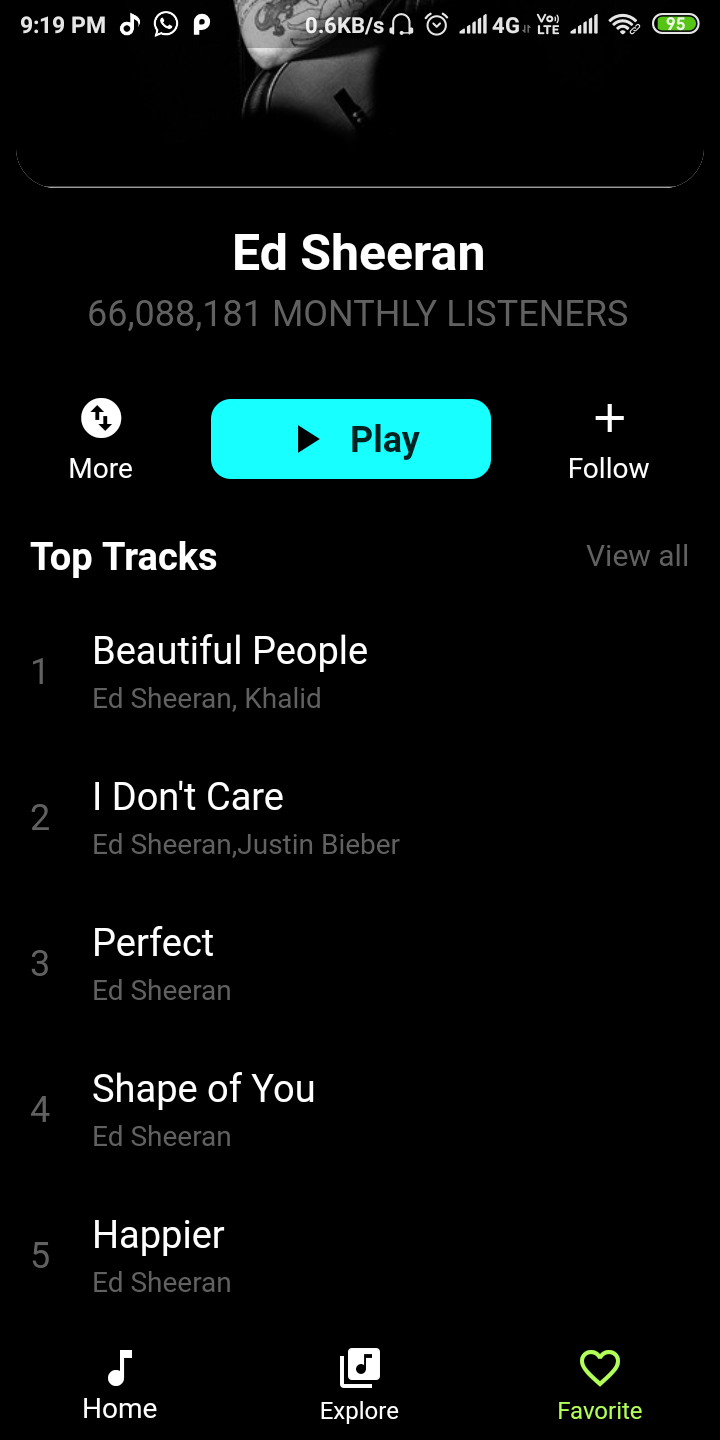 9:19 PM 0.6KB/s 4G Vo) LTE 95
Ed Sheeran
66,088,181 MONTHLY LISTENERS
More
Play
Follow
Top Tracks
View all
1
Beautiful People
Ed Sheeran, Khalid
2
I Don't Care
Ed Sheeran,Justin Bieber
3
Perfect
Ed Sheeran
4
Shape of You
Ed Sheeran
5
Happier
Ed Sheeran
Home
Explore
Favorite